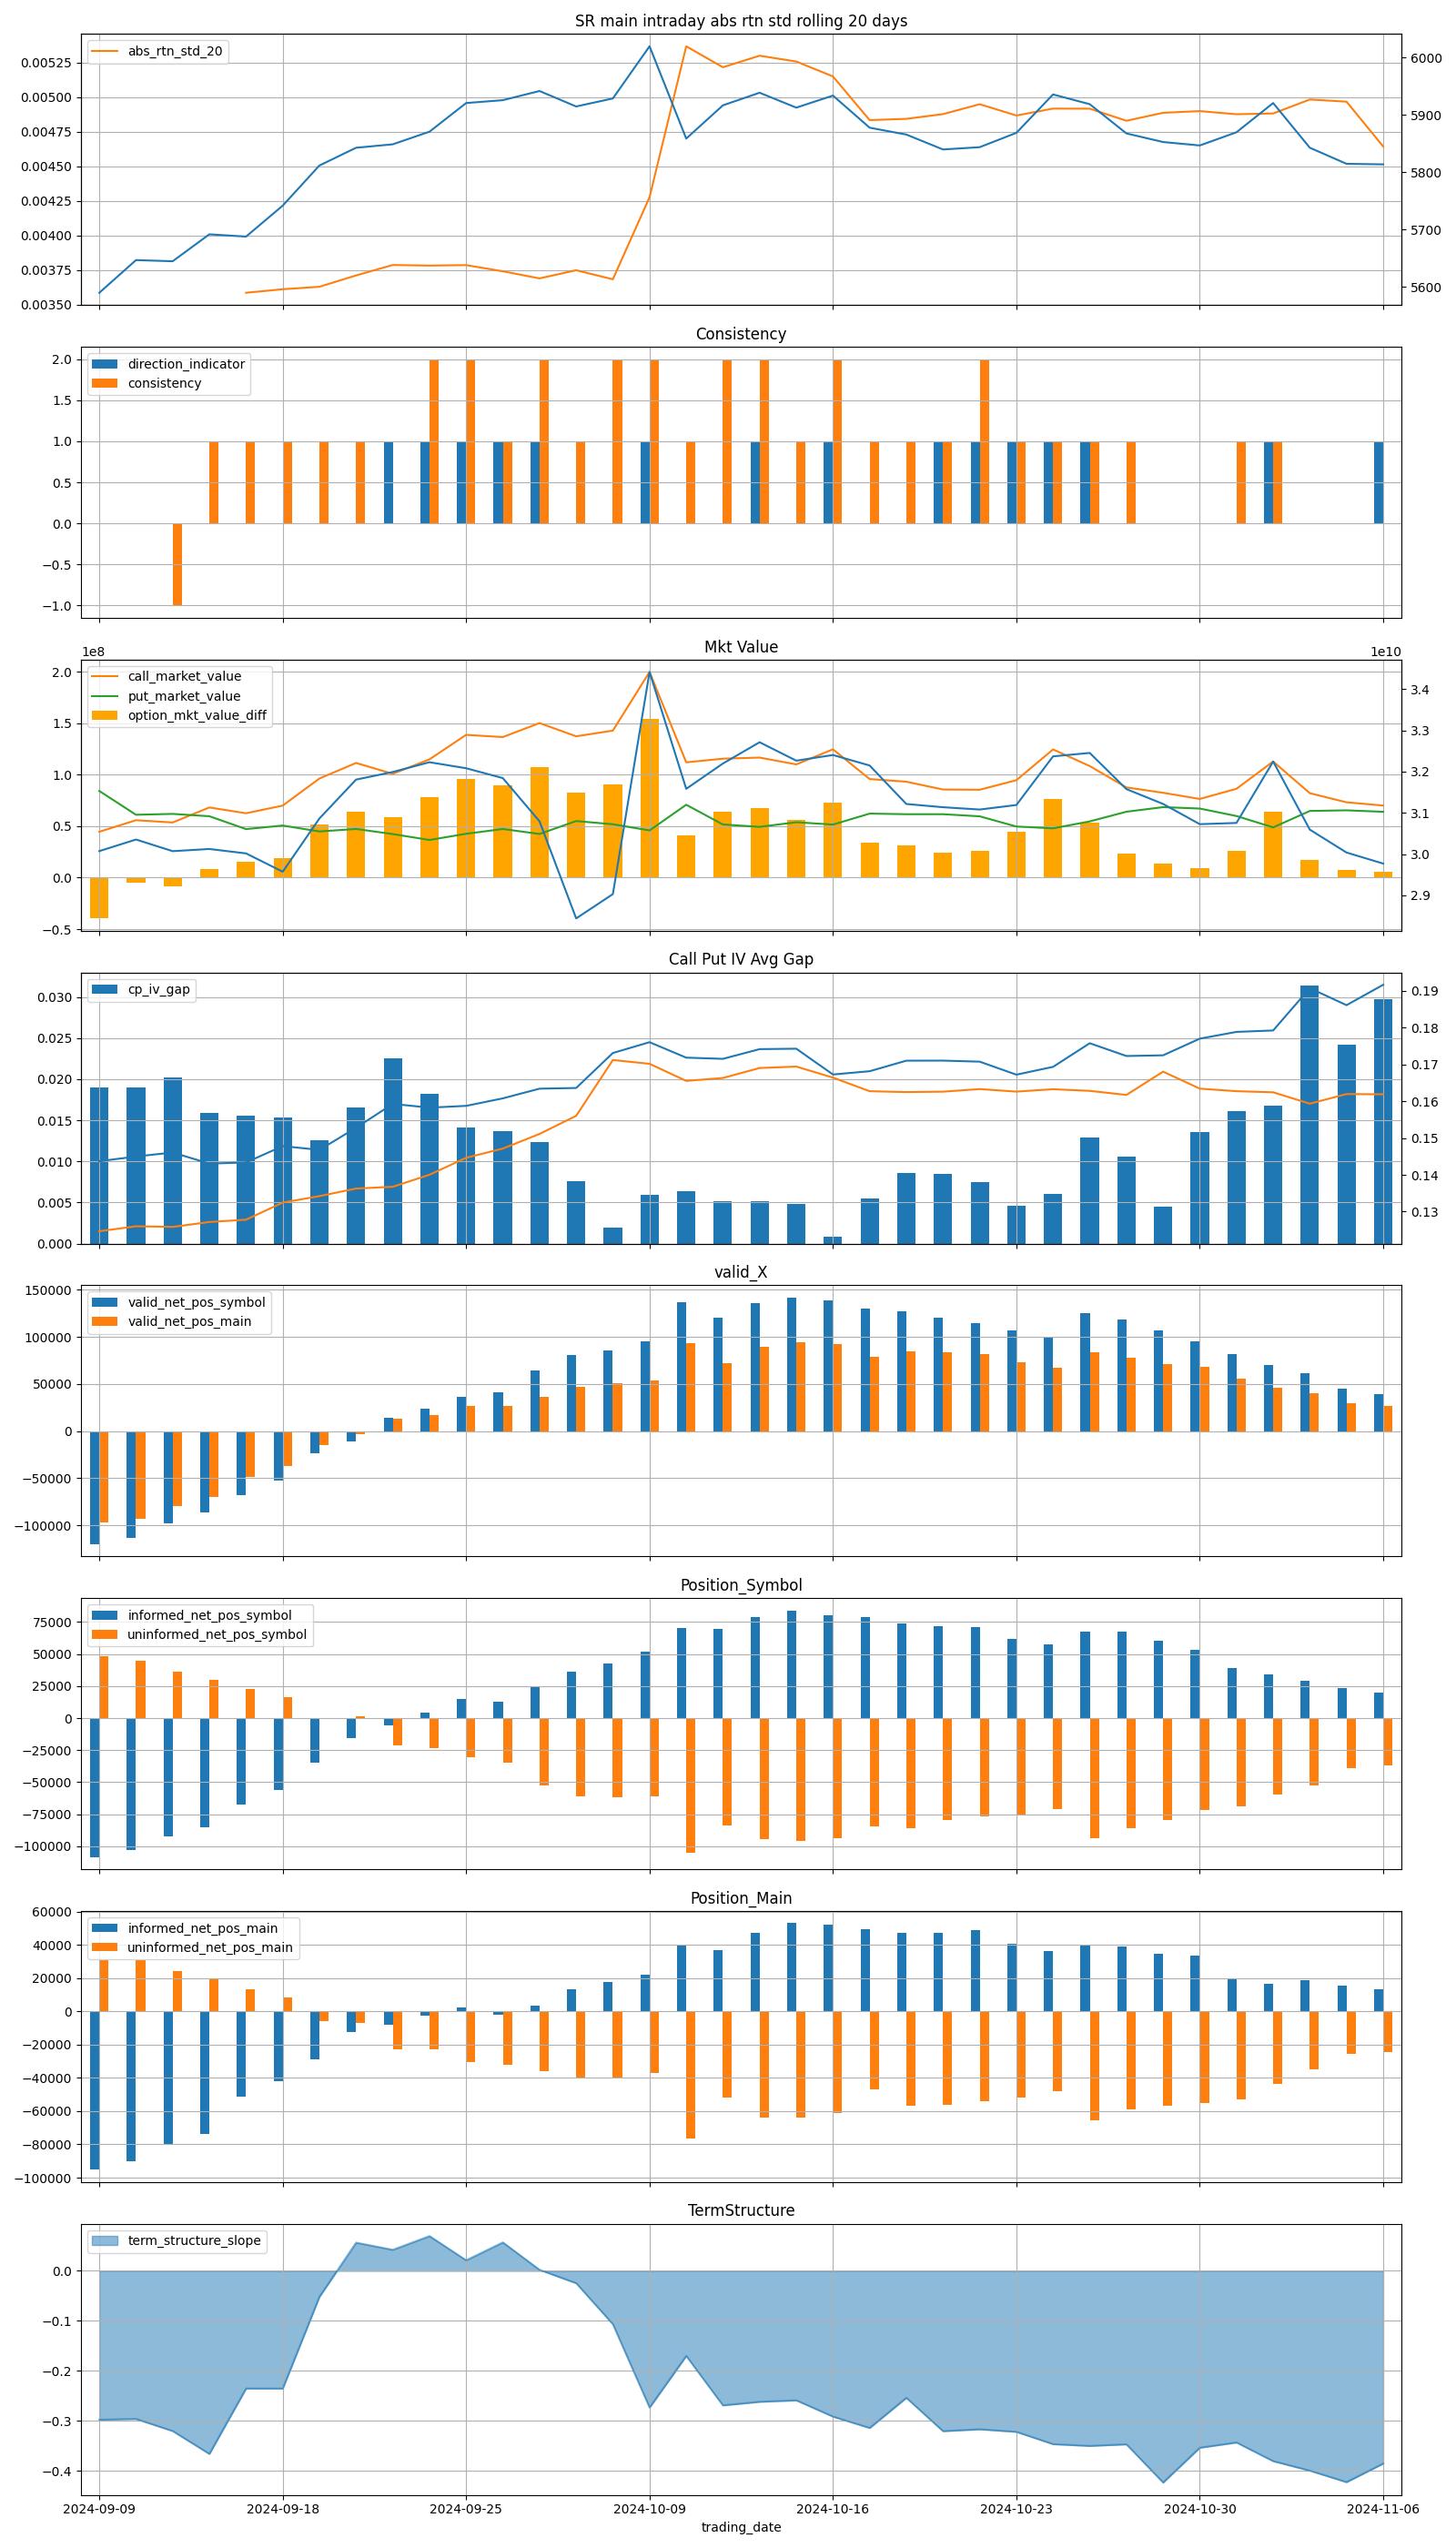 SR main intraday abs rtn std rolling 20 days
abs_rtn_std_20
0.00525
0.00500
0.00475
0.00450
0.00425
0.00400
0.00375
0.00350
6000
5900
5800
5700
5600
Consistency
direction_indicator
consistency
2.0
1.5
1.0
0.5
0.0
−0.5
−1.0
Mkt Value
1e8
1e10
call_market_value
put_market_value
option_mkt_value_diff
2.0
1.5
1.0
0.5
0.0
−0.5
3.4
3.3
3.2
3.1
3.0
2.9
Call Put IV Avg Gap
cp_iv_gap
0.030
0.025
0.020
0.015
0.010
0.005
0.000
0.19
0.18
0.17
0.16
0.15
0.14
0.13
valid_X
valid_net_pos_symbol
valid_net_pos_main
150000
100000
50000
0
−50000
−100000
Position_Symbol
informed_net_pos_symbol
uninformed_net_pos_symbol
75000
50000
25000
0
−25000
−50000
−75000
−100000
Position_Main
informed_net_pos_main
uninformed_net_pos_main
60000
40000
20000
0
−20000
−40000
−60000
−80000
−100000
TermStructure
term_structure_slope
0.0
−0.1
−0.2
−0.3
−0.4
2024-09-09 2024-09-18 2024-09-25 2024-10-09 2024-10-16 2024-10-23 2024-10-30 2024-11-06
trading_date